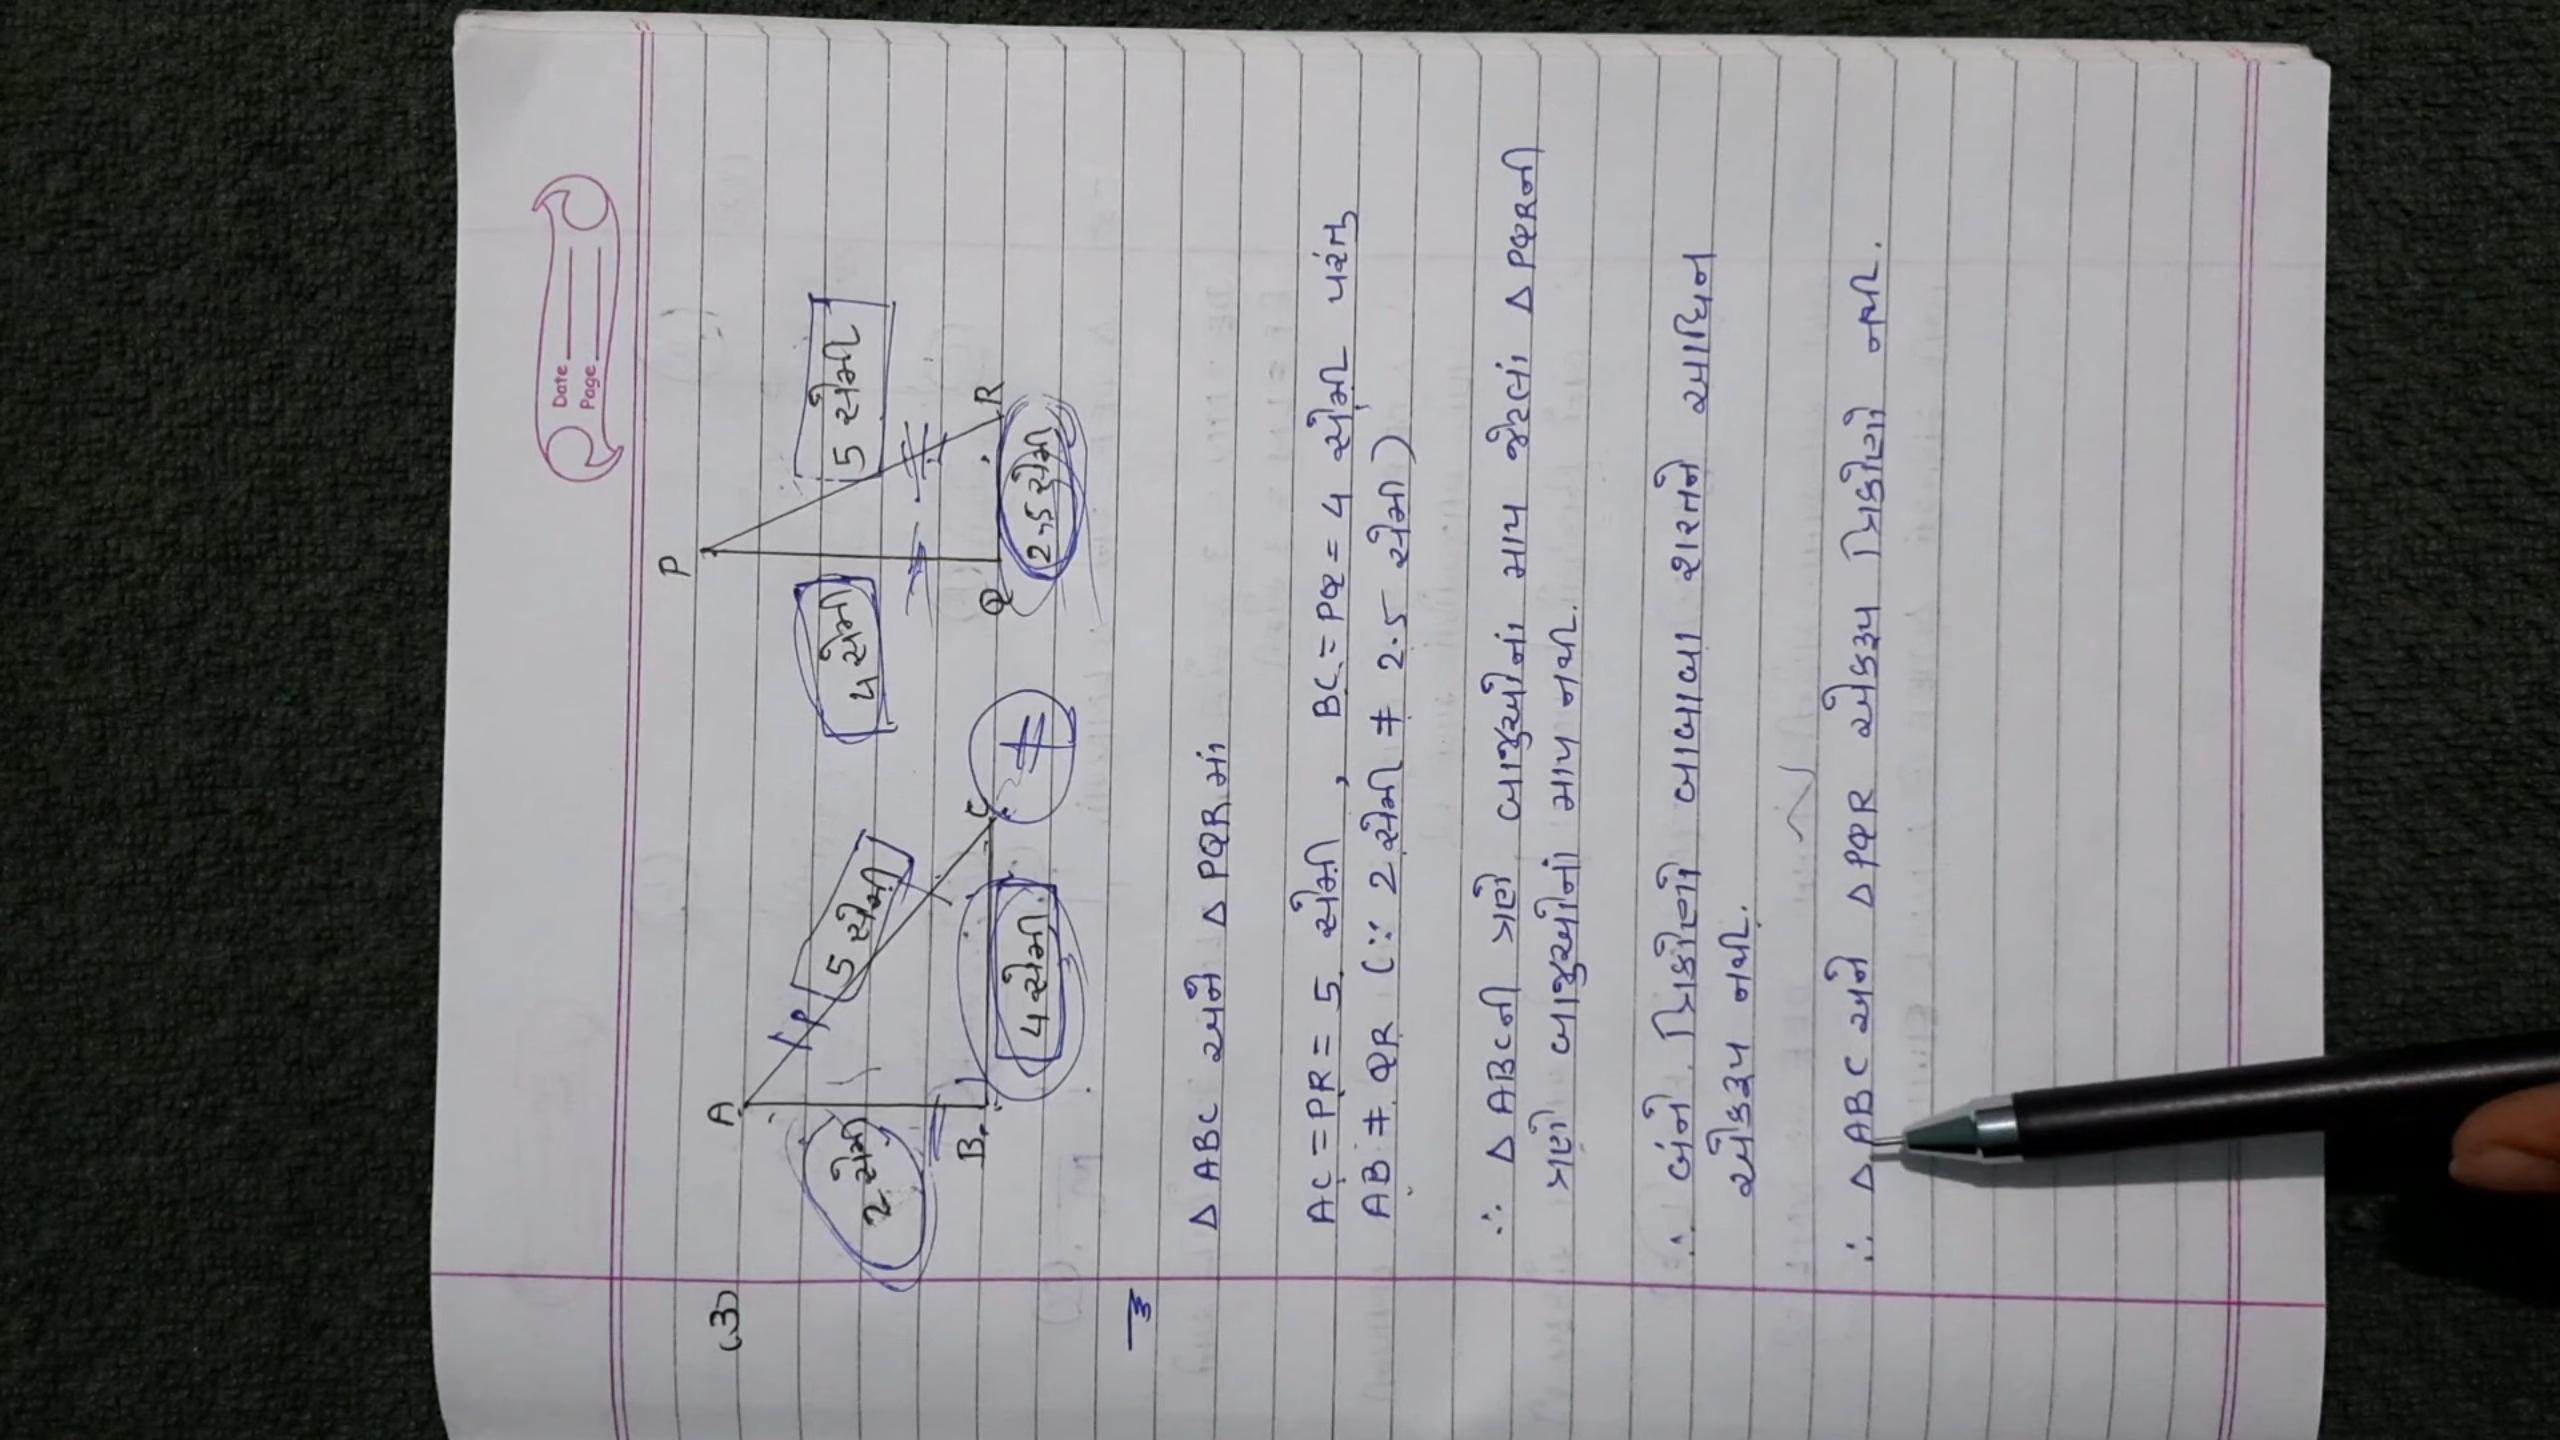 Date
Page
(3)
A
2 સેમી
5 સેમી
B
4 સેમી
C
≠
P
4 સેમી
5 સેમી
Q
2.5 સેમી
R
→
Δ ABC અને Δ PQR માં
AC = PR = 5 સેમી , BC = PQ = 4 સેમી પરંતુ
AB ≠ QR (∵ 2 સેમી ≠ 2.5 સેમી)
∴ Δ ABC ની ત્રણે બાજુઓનાં માપ જેટલાં Δ PQRની
ત્રણે બાજુઓનાં માપ નથી.
∴ બંને ત્રિકોણો બાબાબા શરતને આધિન
એકરૂપ નથી.
∴ Δ ABC અને Δ PQR એકરૂપ ત્રિકોણો નથી.